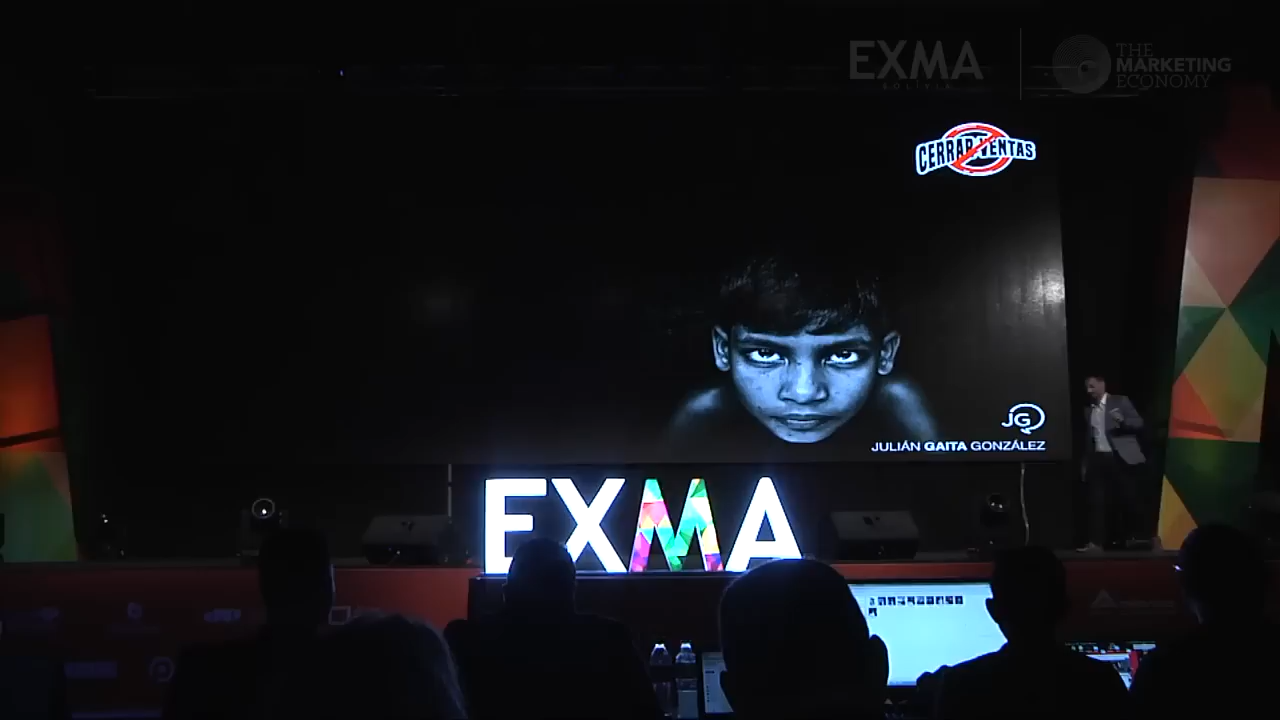 EXMA
BOLIVIA
THE
MARKETING
ECONOMY
CERRAR VENTAS
JG
JULIÁN GAITA GONZÁLEZ
EXMA